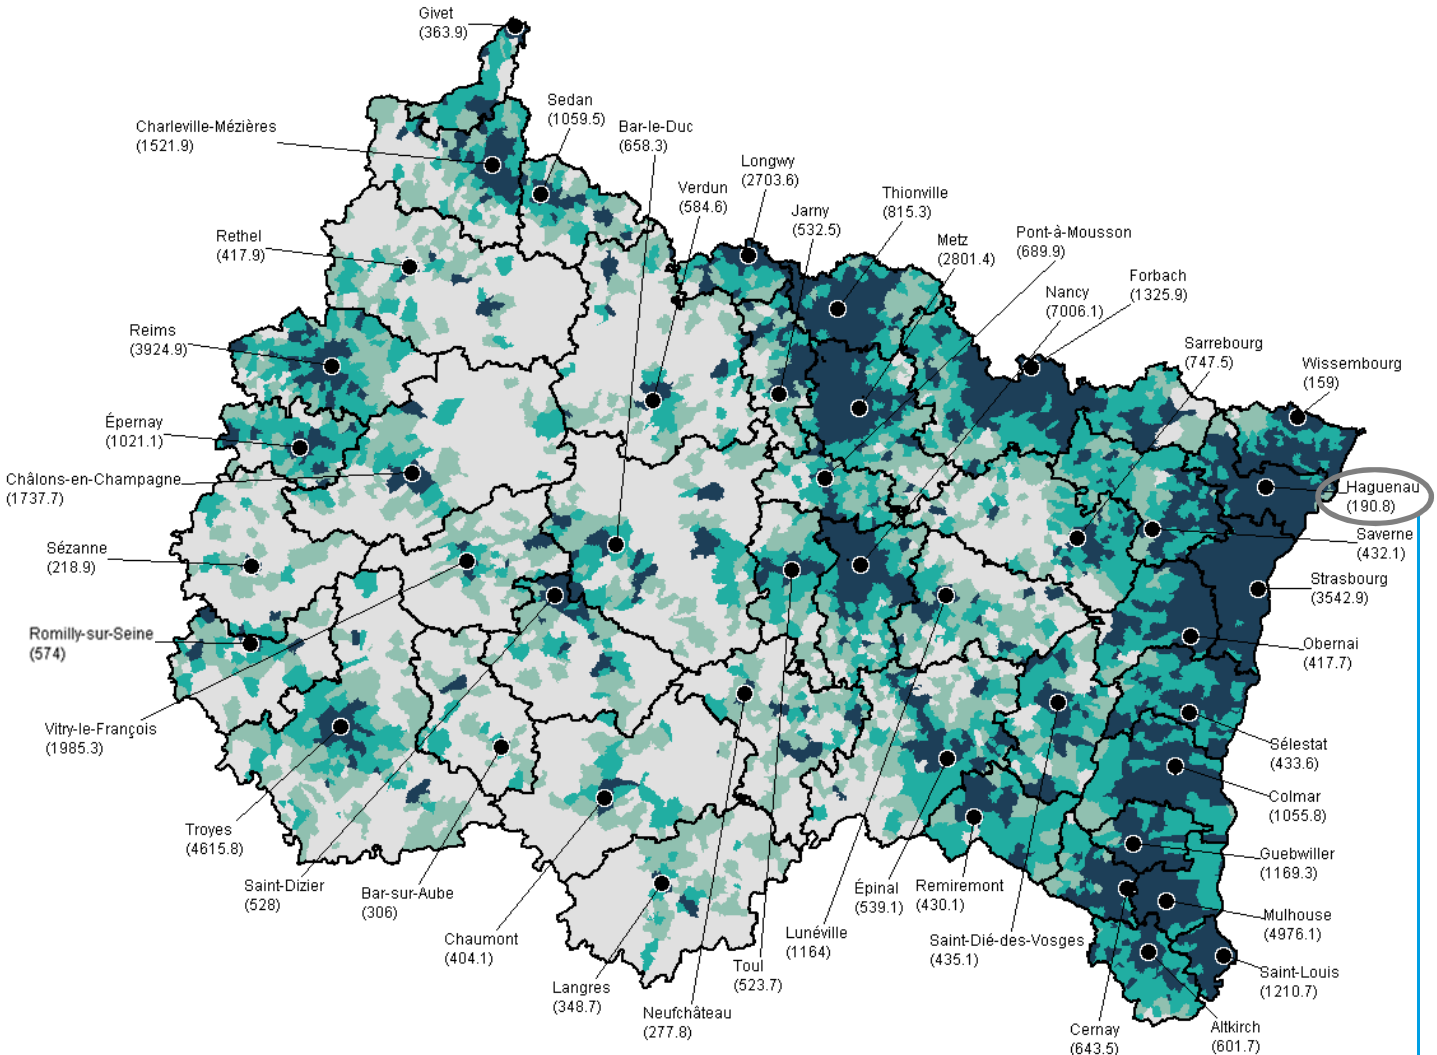 Givet
(363.9)
Sedan
(1059.5)
Charleville-Mézières
(1521.9)
Bar-le-Duc
(658.3)
Longwy
(2703.6)
Verdun
(584.6)
Jarny
(532.5)
Thionville
(815.3)
Metz
(2801.4)
Pont-à-Mousson
(689.9)
Nancy
(7006.1)
Forbach
(1325.9)
Rethel
(417.9)
Reims
(3924.9)
Sarrebourg
(747.5)
Wissembourg
(159)
Épernay
(1021.1)
Châlons-en-Champagne
(1737.7)
Haguenau
(190.8)
Saverne
(432.1)
Sézanne
(218.9)
Strasbourg
(3542.9)
Romilly-sur-Seine
(574)
Obernai
(417.7)
Vitry-le-François
(1985.3)
Sélestat
(433.6)
Colmar
(1055.8)
Troyes
(4615.8)
Guebwiller
(1169.3)
Saint-Dizier
(528)
Bar-sur-Aube
(306)
Épinal
(539.1)
Remiremont
(430.1)
Mulhouse
(4976.1)
Chaumont
(404.1)
Lunéville
(1164)
Saint-Dié-des-Vosges
(435.1)
Toul
(523.7)
Saint-Louis
(1210.7)
Langres
(348.7)
Neufchâteau
(277.8)
Cernay
(643.5)
Altkirch
(601.7)